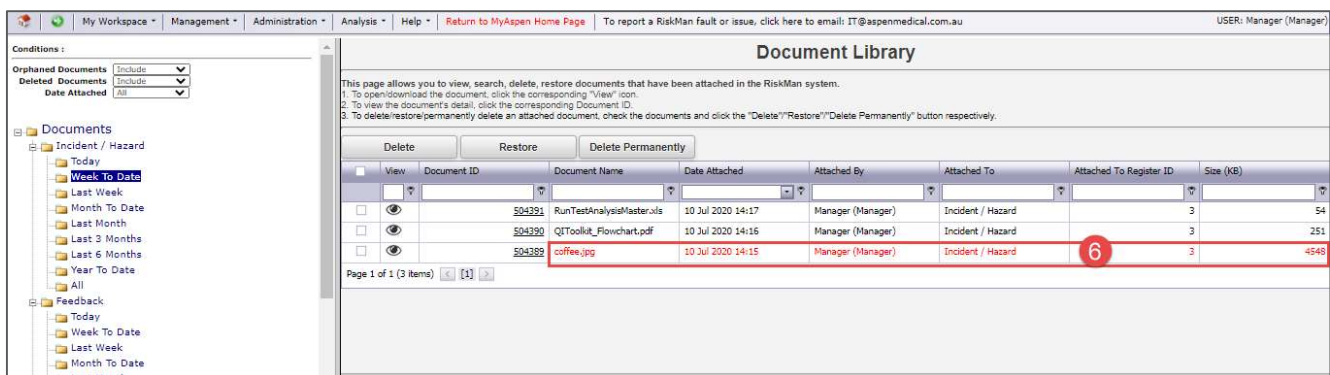 My Workspace Management Administration Analysis Help Return to MyAspen Home Page To report a RiskMan fault or issue, click here to email: IT@aspenmedical.com.au USER: Manager (Manager)
Conditions :
Orphaned Documents Include
Deleted Documents Include
Date Attached All
Documents
Incident / Hazard
Today
Week To Date
Last Week
Month To Date
Last Month
Last 3 Months
Last 6 Months
Year To Date
All
Feedback
Today
Week To Date
Last Week
Month To Date
Document Library
This page allows you to view, search, delete, restore documents that have been attached in the RiskMan system.
1. To open/download the document, click the corresponding "View" icon.
2. To view the document's detail, click the corresponding Document ID.
3. To delete/restore/permanently delete an attached document, check the documents and click the "Delete"/"Restore"/"Delete Permanently" button respectively.
Delete Restore Delete Permanently
View Document ID Document Name Date Attached Attached By Attached To Attached To Register ID Size (KB)
504391 RunTestAnalysisMaster.xls 10 Jul 2020 14:17 Manager (Manager) Incident / Hazard 3 54
504390 QIToolkit_Flowchart.pdf 10 Jul 2020 14:16 Manager (Manager) Incident / Hazard 3 251
504389 coffee.jpg 10 Jul 2020 14:15 Manager (Manager) Incident / Hazard 6 3 4548
Page 1 of 1 (3 items) < [1] >